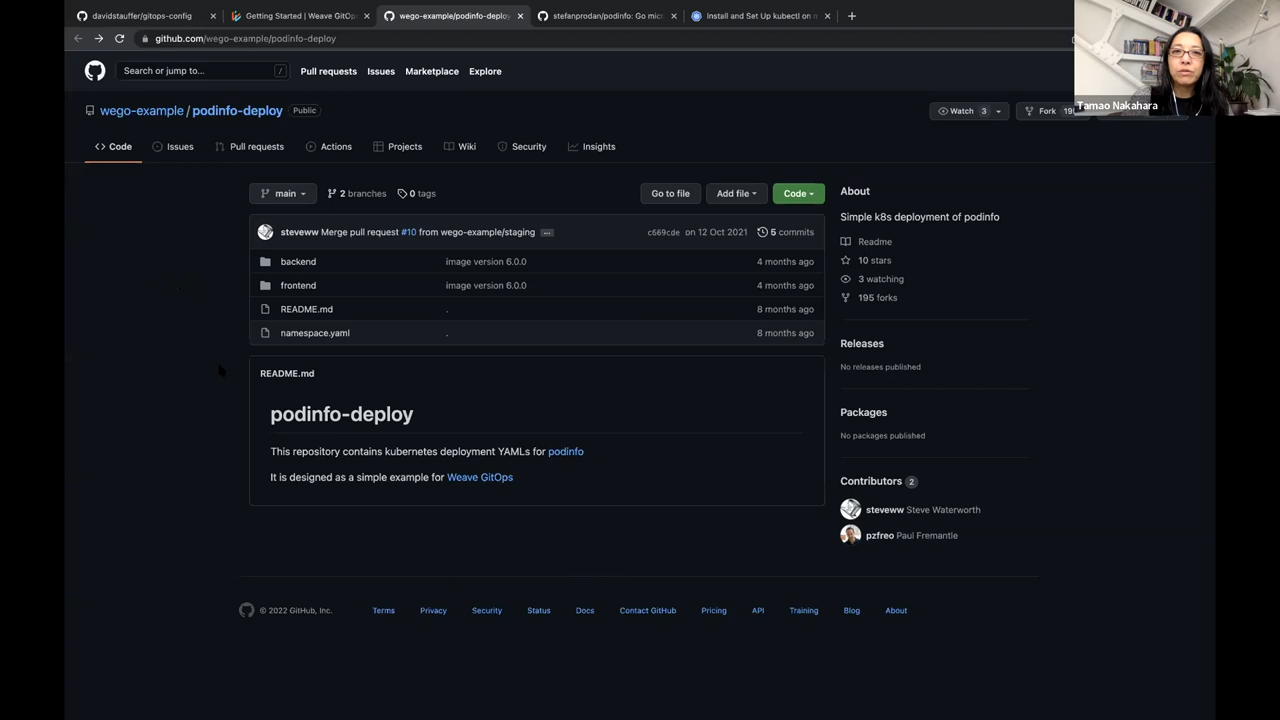 davidstauffer/gitops-config
Getting Started | Weave GitOp
wego-example/podinfo-deploy
stefanprodan/podinfo: Go mic
Install and Set Up kubectl on m
github.com/wego-example/podinfo-deploy
Search or jump to...
/
Pull requests
Issues
Marketplace
Explore
Tamao Nakahara
wego-example / podinfo-deploy
Public
Watch 3
Fork
Code
Issues
Pull requests
Actions
Projects
Wiki
Security
Insights
main
2 branches
0 tags
Go to file
Add file
Code
steveww Merge pull request #10 from wego-example/staging ...
c669cde on 12 Oct 2021
5 commits
backend
image version 6.0.0
4 months ago
frontend
image version 6.0.0
4 months ago
README.md
.
8 months ago
namespace.yaml
.
8 months ago
README.md
podinfo-deploy
This repository contains kubernetes deployment YAMLs for podinfo
It is designed as a simple example for Weave GitOps
About
Simple k8s deployment of podinfo
Readme
10 stars
3 watching
195 forks
Releases
No releases published
Packages
No packages published
Contributors 2
steveww Steve Waterworth
pzfreo Paul Fremantle
© 2022 GitHub, Inc.
Terms
Privacy
Security
Status
Docs
Contact GitHub
Pricing
API
Training
Blog
About